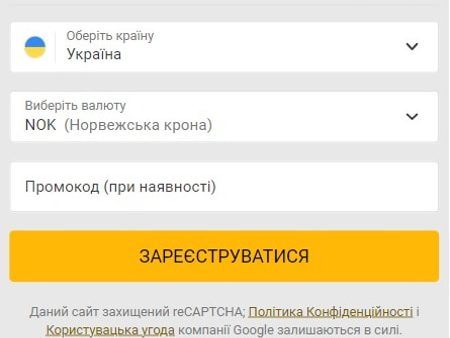 Оберіть країну
Україна
Виберіть валюту
NOK (Норвежська крона)
Промокод (при наявності)
ЗАРЕЄСТРУВАТИСЯ
Даний сайт захищений reCAPTCHA; Політика Конфіденційності і
Користувацька угода компанії Google залишаються в силі.